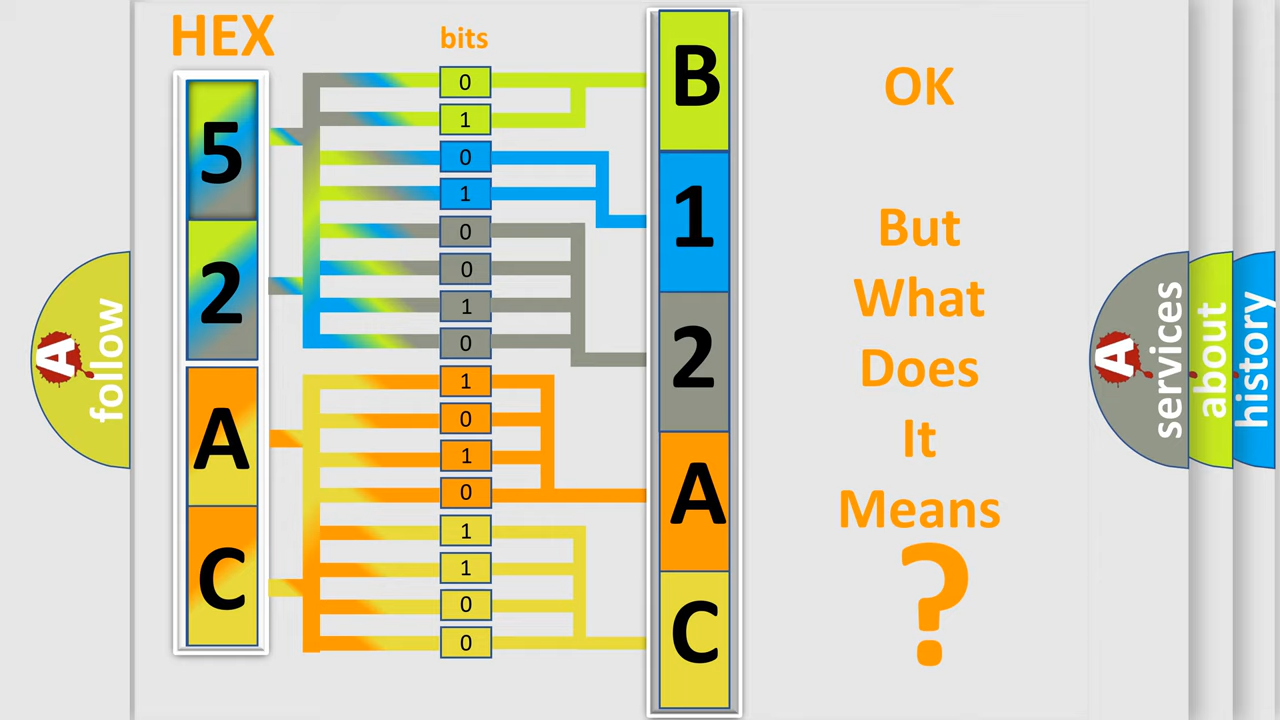 HEX
bits
5
2
A
C
0
1
0
1
0
0
1
0
1
0
1
0
1
1
0
0
B
1
2
A
C
OK
But
What
Does
It
Means
?
A
follow
A
services
about
history